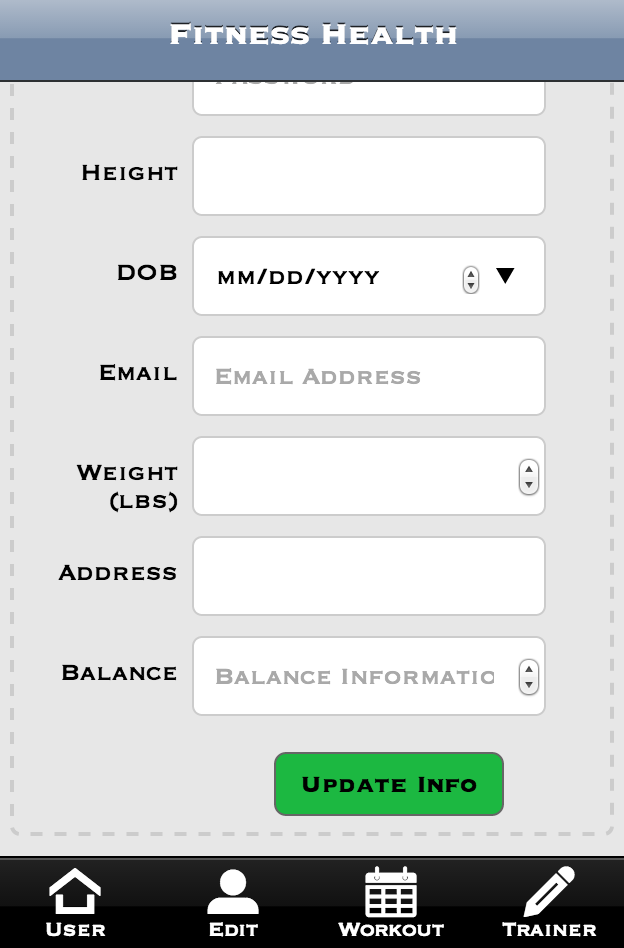 Fitness Health
Password
Height
DOB
MM/DD/YYYY
Email
Email Address
Weight
(lbs)
Address
Balance
Balance Informatio
Update Info
User
Edit
Workout
Trainer